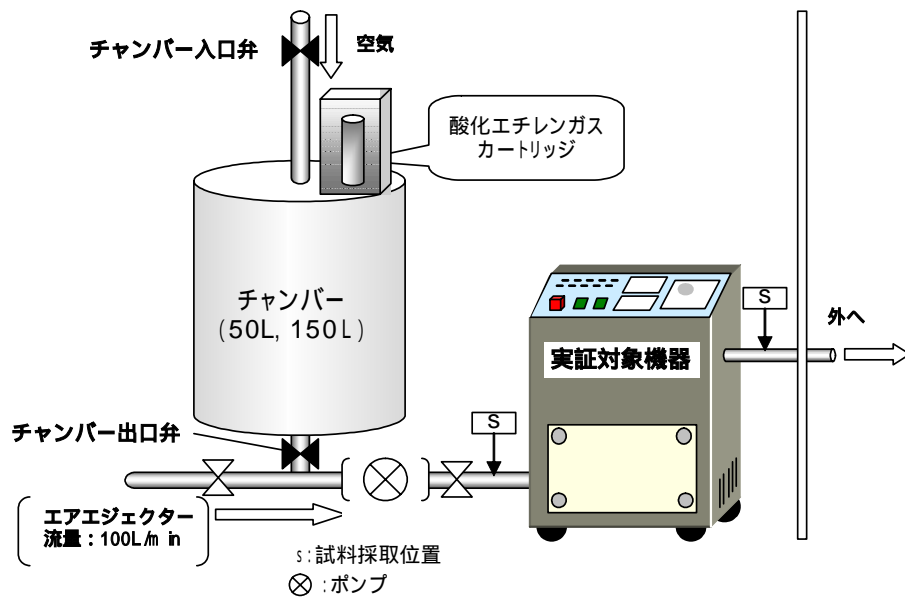 チャンバー入口弁
空気
酸化エチレンガス
カートリッジ
チャンバー
(50L, 150L)
S
外へ
実証対象機器
チャンバー出口弁
S
エアエジェクター
流量：100L/min
s:試料採取位置
:ポンプ